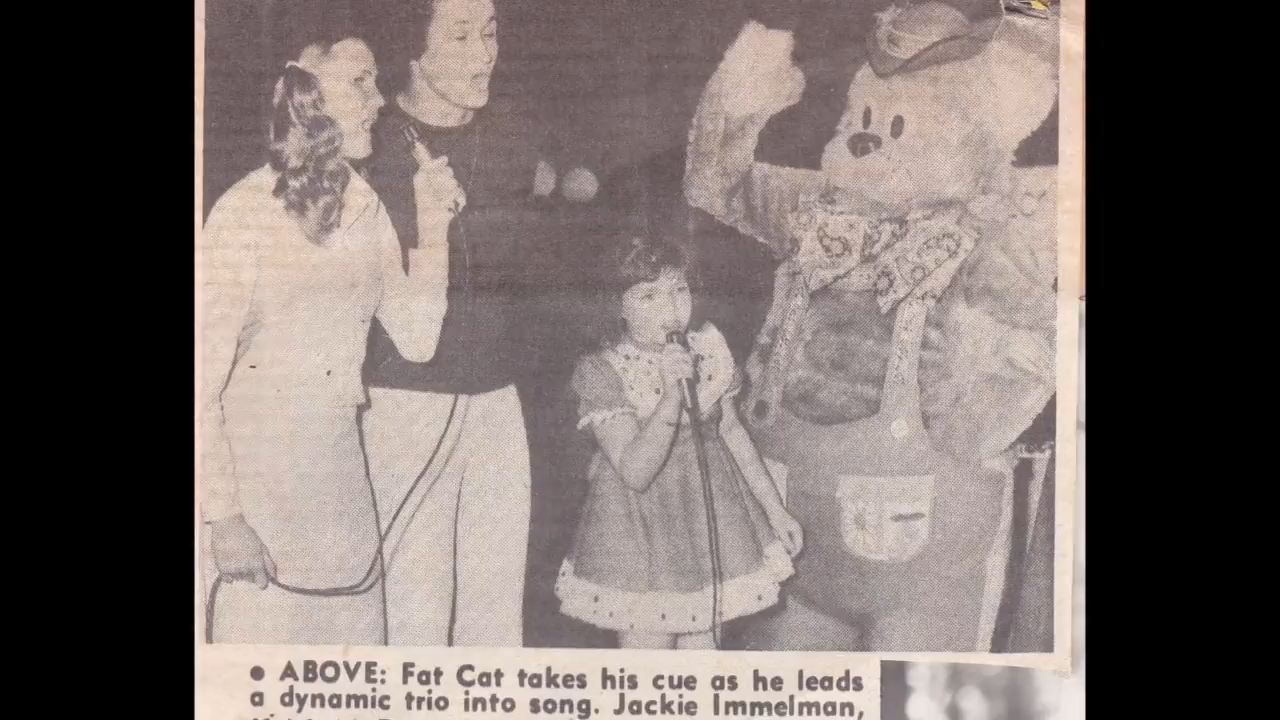 ● ABOVE: Fat Cat takes his cue as he leads
a dynamic trio into song. Jackie Immelman,